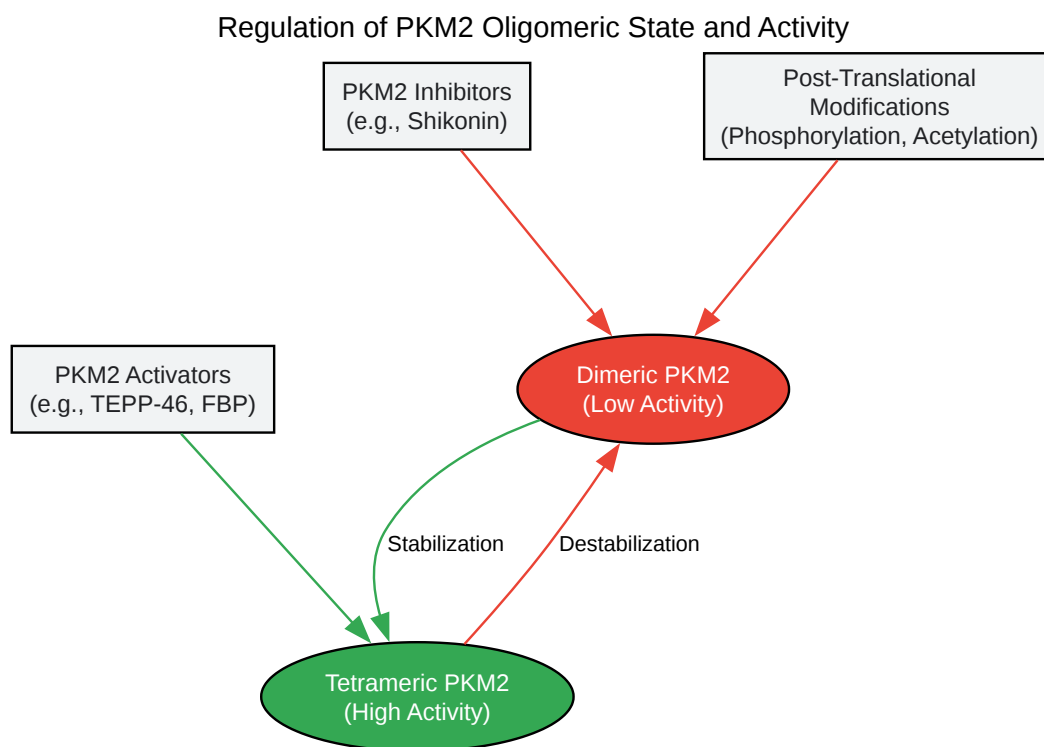 Regulation of PKM2 Oligomeric State and Activity
PKM2 Inhibitors
(e.g., Shikonin)
Post-Translational
Modifications
(Phosphorylation, Acetylation)
PKM2 Activators
(e.g., TEPP-46, FBP)
Dimeric PKM2
(Low Activity)
Stabilization
Destabilization
Tetrameric PKM2
(High Activity)